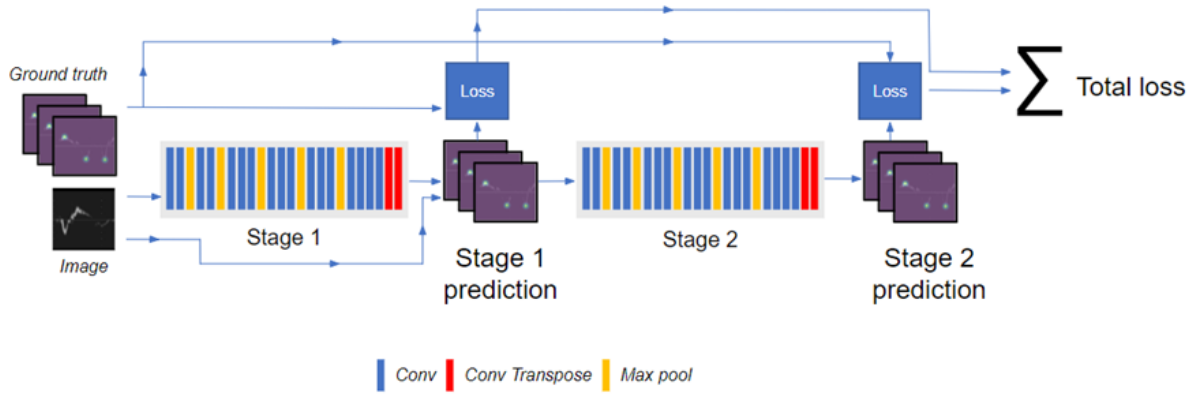 Ground truth
Loss
Loss
∑ Total loss
Stage 1
Stage 2
Image
Stage 1
prediction
Stage 2
prediction
Conv
Conv Transpose
Max pool